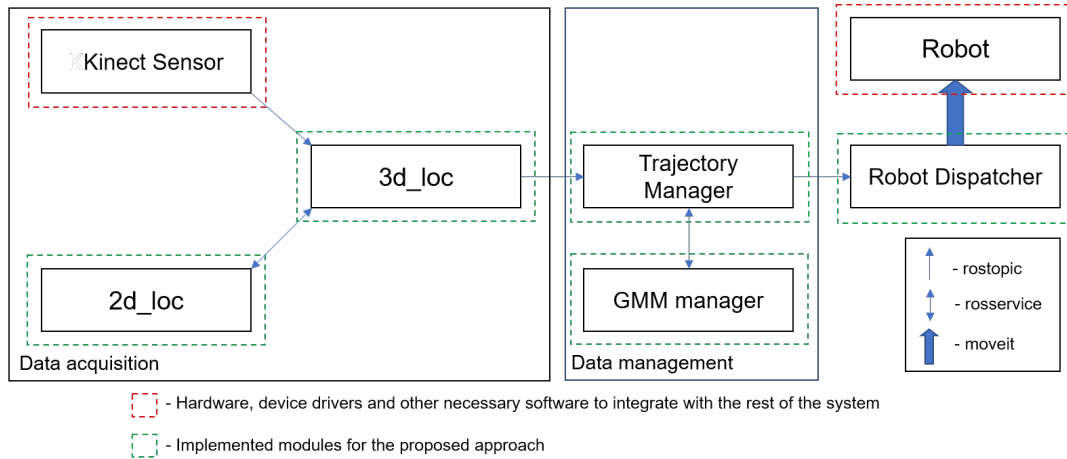 Kinect Sensor
3d_loc
2d_loc
Data acquisition
Trajectory
Manager
GMM manager
Data management
Robot
Robot Dispatcher
- rostopic
- rosservice
- moveit
- Hardware, device drivers and other necessary software to integrate with the rest of the system
- Implemented modules for the proposed approach